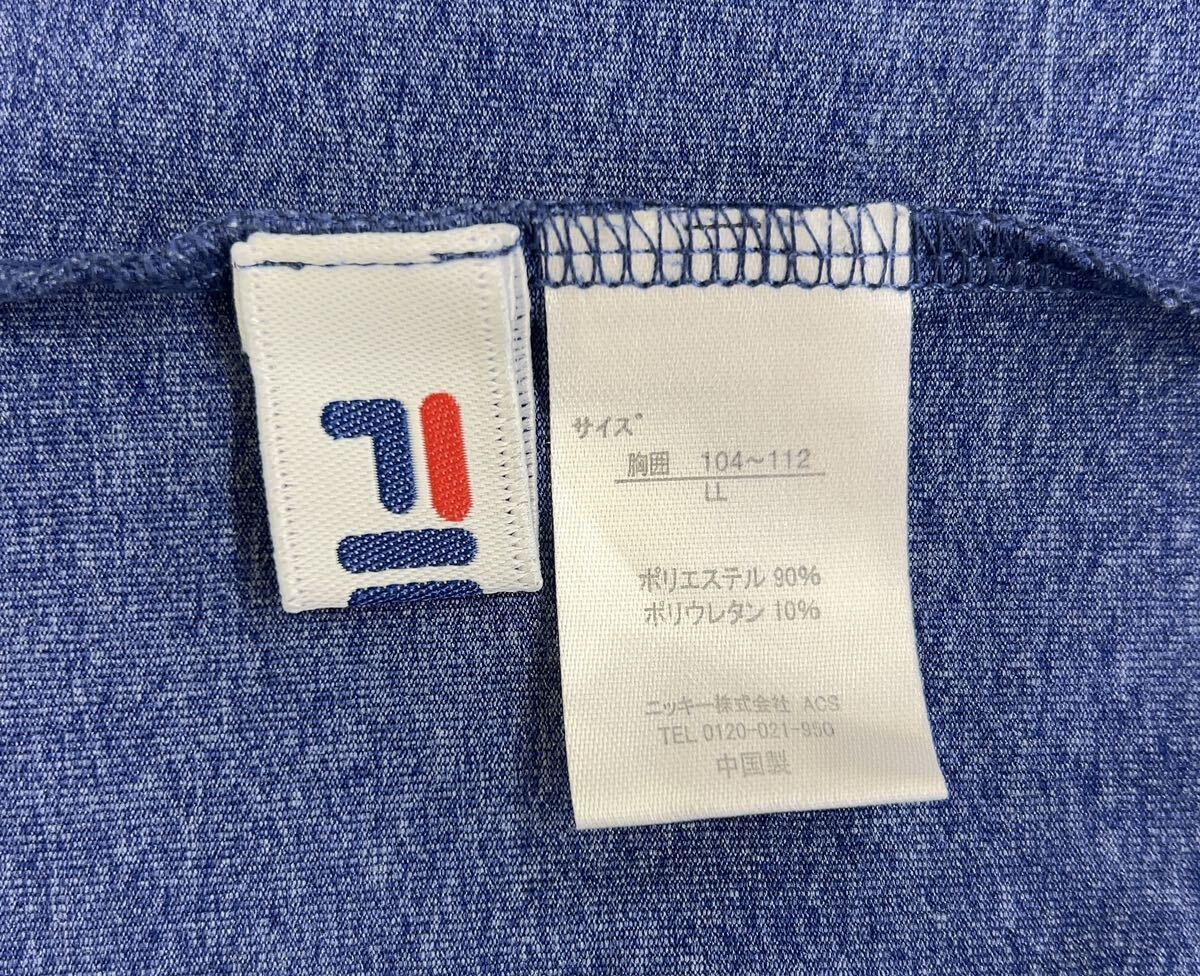 サイズ
胸囲 104～112
LL
ポリエステル 90%
ポリウレタン 10%
ニッキー株式会社 ACS
TEL 0120-021-950
中国製